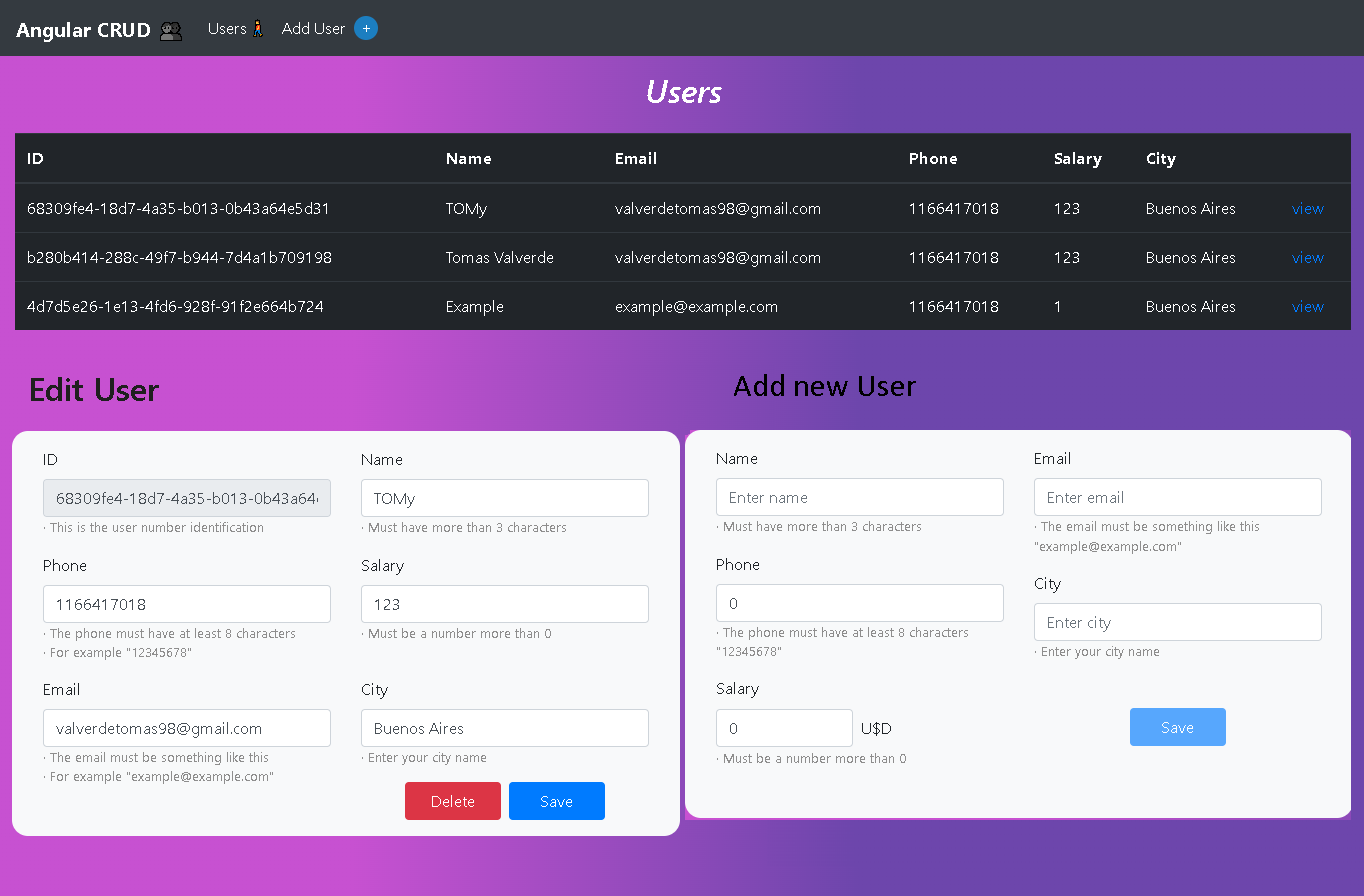 Angular CRUD Users Add User +
Users
ID Name Email Phone Salary City
68309fe4-18d7-4a35-b013-0b43a64e5d31 TOMy valverdetomas98@gmail.com 1166417018 123 Buenos Aires view
b280b414-288c-49f7-b944-7d4a1b709198 Tomas Valverde valverdetomas98@gmail.com 1166417018 123 Buenos Aires view
4d7d5e26-1e13-4fd6-928f-91f2e664b724 Example example@example.com 1166417018 1 Buenos Aires view
Edit User
ID Name
68309fe4-18d7-4a35-b013-0b43a64 TOMy
· This is the user number identification · Must have more than 3 characters
Phone Salary
1166417018 123
· The phone must have at least 8 characters · Must be a number more than 0
· For example "12345678"
Email City
valverdetomas98@gmail.com Buenos Aires
· The email must be something like this · Enter your city name
· For example "example@example.com"
Delete Save
Add new User
Name Email
Enter name Enter email
· Must have more than 3 characters · The email must be something like this
"example@example.com"
Phone City
0 Enter city
· The phone must have at least 8 characters · Enter your city name
"12345678"
Salary
0 U$D Save
· Must be a number more than 0